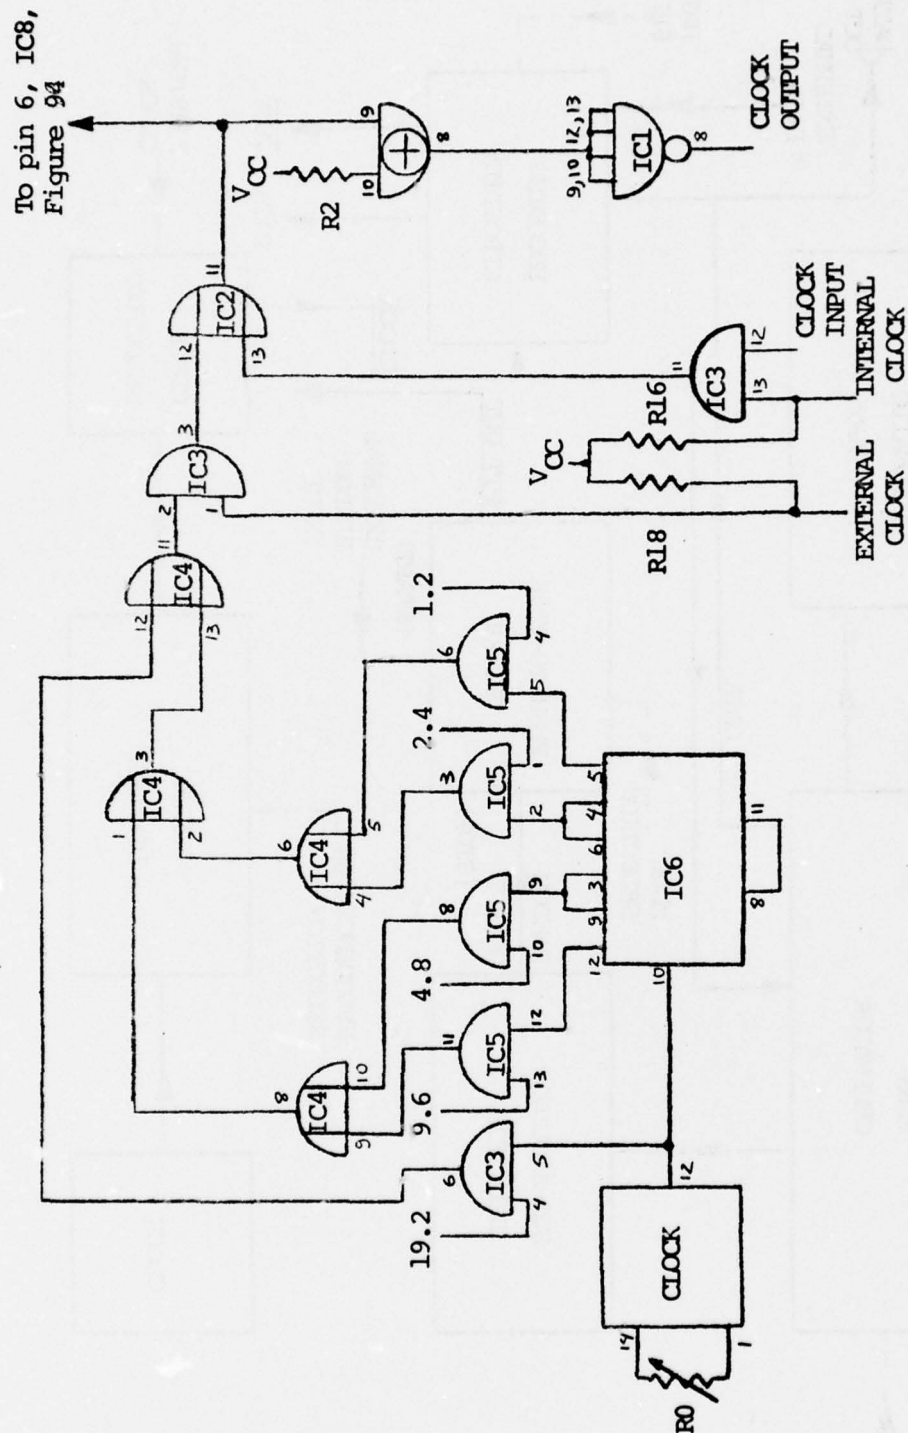 To pin 6, IC8,
Figure 94
VCC
R2
10
9
8
9,10
12,13
IC1
8
CLOCK
OUTPUT
11
IC2
12
13
3
IC3
2
1
11
IC4
12
13
VCC
R16
R18
11
IC3
13
12
CLOCK
INPUT
INTERNAL
CLOCK
EXTERNAL
CLOCK
3
IC4
1
2
6
IC4
4
5
8
IC4
9
10
1.2
6
IC5
5
4
2.4
3
IC5
2
1
4.8
8
IC5
10
9
9.6
11
IC5
13
12
19.2
6
IC3
4
5
12
9
3
6
4
5
IC6
10
8
11
12
CLOCK
14
1
R0